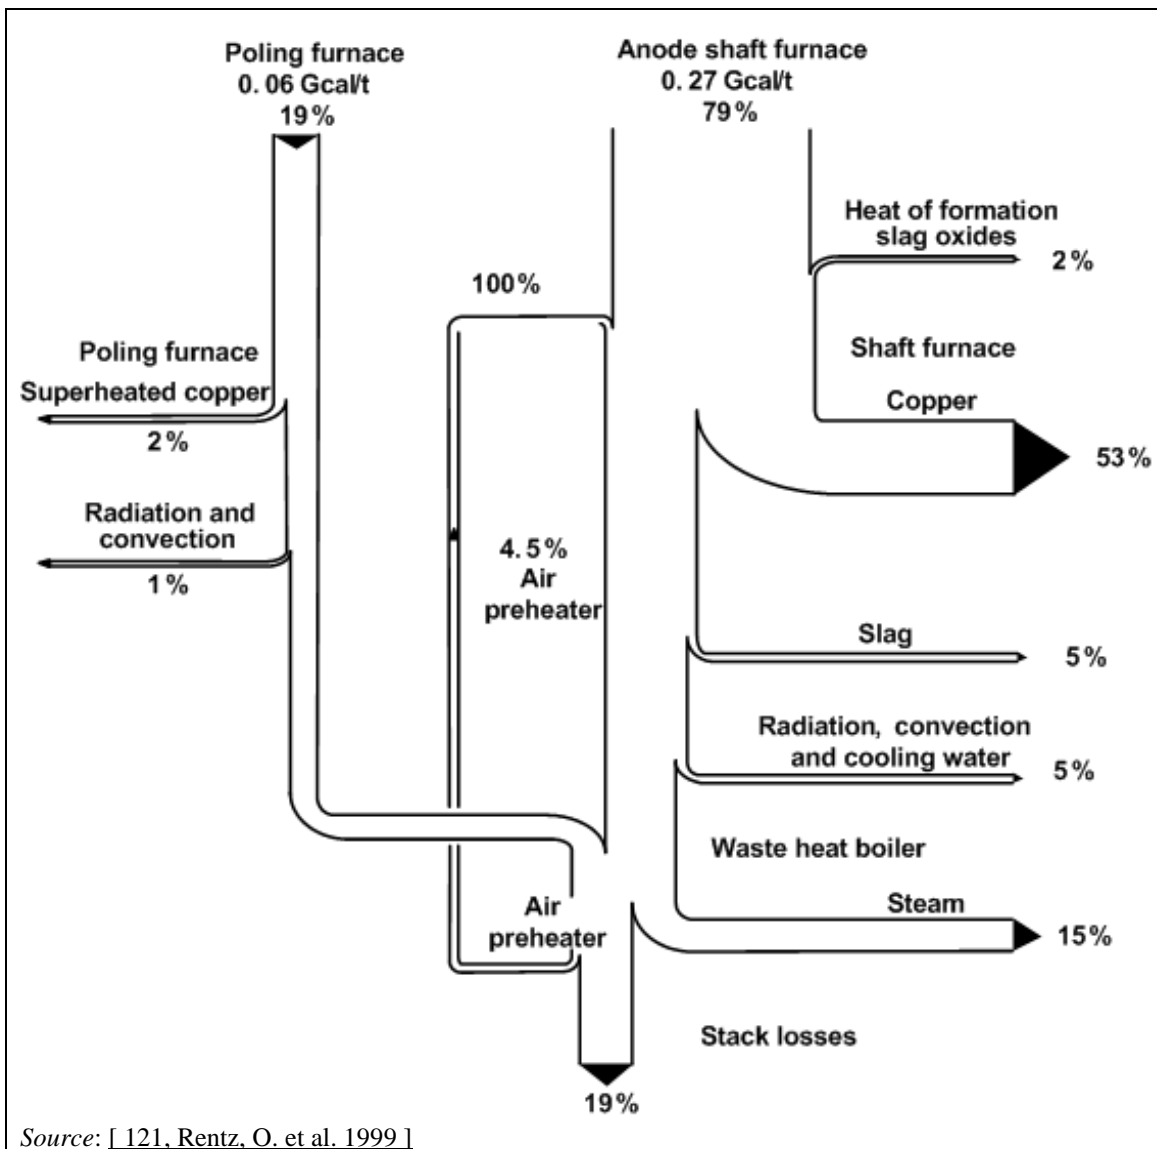 Poling furnace
0. 06 Gcal/t
19%
Anode shaft furnace
0. 27 Gcal/t
79%
Heat of formation
slag oxides
2%
100%
Poling furnace
Superheated copper
2%
Shaft furnace
Copper
53%
Radiation and
convection
1%
4. 5%
Air
preheater
Slag
5%
Radiation, convection
and cooling water
5%
Waste heat boiler
Steam
15%
Air
preheater
Stack losses
19%
Source: [ 121, Rentz, O. et al. 1999 ]